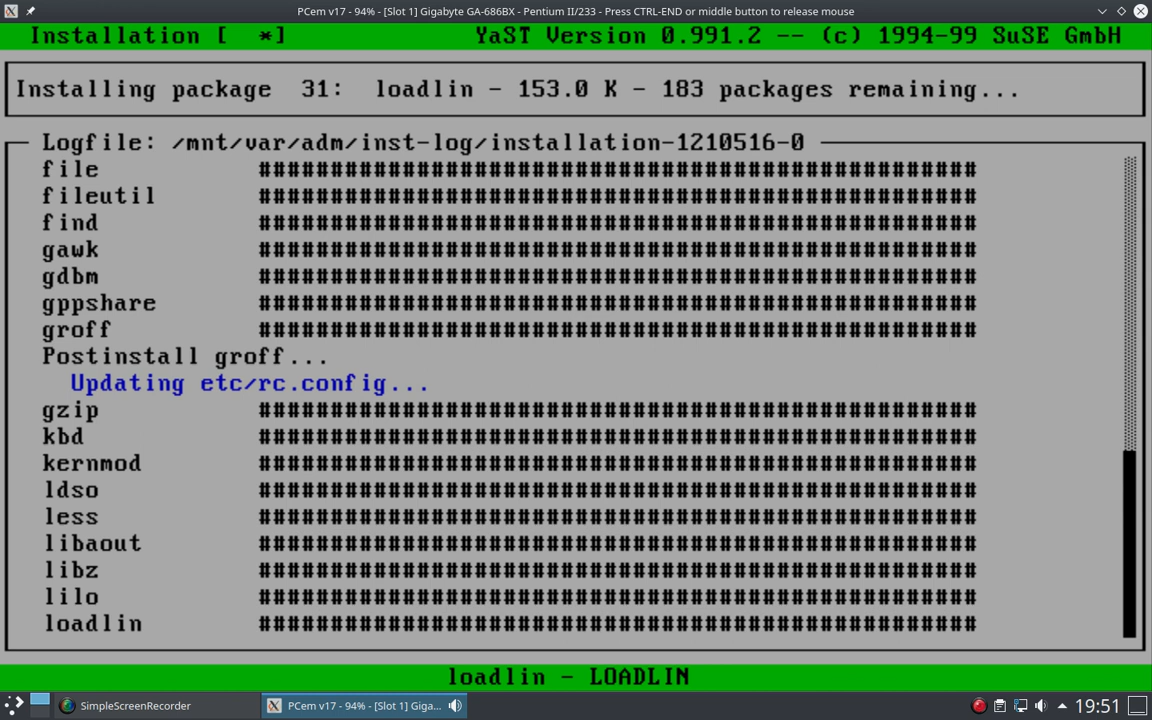 PCem v17 - 94% - [Slot 1] Gigabyte GA-686BX - Pentium II/233 - Press CTRL-END or middle button to release mouse
Installation [  *]  YaST Version 0.991.2 -- (c) 1994-99 SuSE GmbH
Installing package  31:  loadlin - 153.0 K - 183 packages remaining...
Logfile: /mnt/var/adm/inst-log/installation-1210516-0
file ##################################################
fileutil ##################################################
find ##################################################
gawk ##################################################
gdbm ##################################################
gppshare ##################################################
groff ##################################################
Postinstall groff...
Updating etc/rc.config...
gzip ##################################################
kbd ##################################################
kernmod ##################################################
ldso ##################################################
less ##################################################
libaout ##################################################
libz ##################################################
lilo ##################################################
loadlin ##################################################
loadlin - LOADLIN
SimpleScreenRecorder
PCem v17 - 94% - [Slot 1] Giga...
19:51